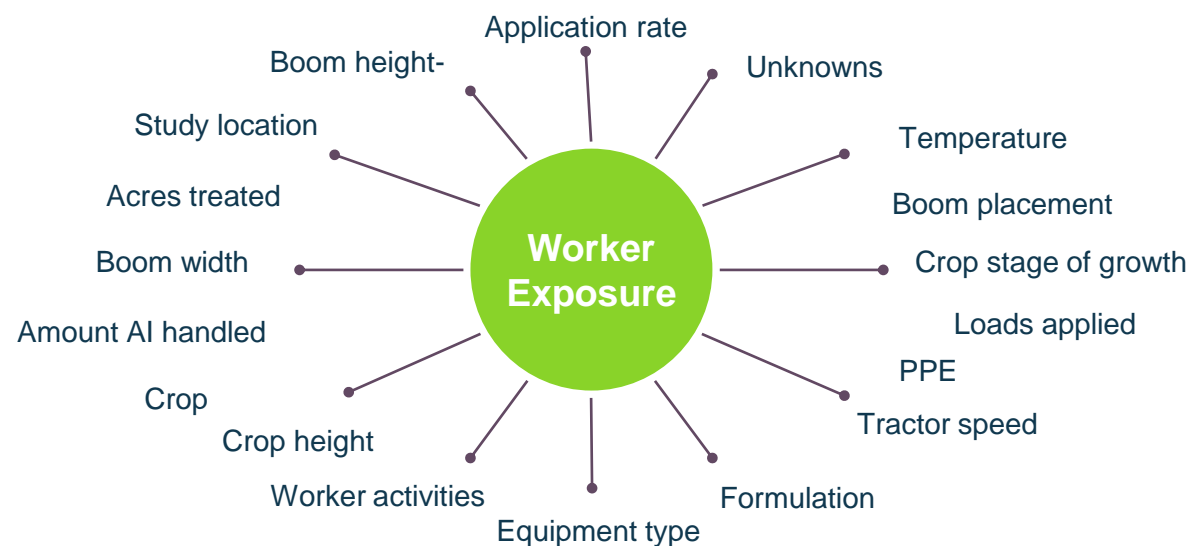 Application rate
Boom height-
Unknowns
Study location
Temperature
Acres treated
Boom placement
Worker
Exposure
Boom width
Crop stage of growth
Amount AI handled
Loads applied
PPE
Crop
Tractor speed
Crop height
Worker activities
Formulation
Equipment type